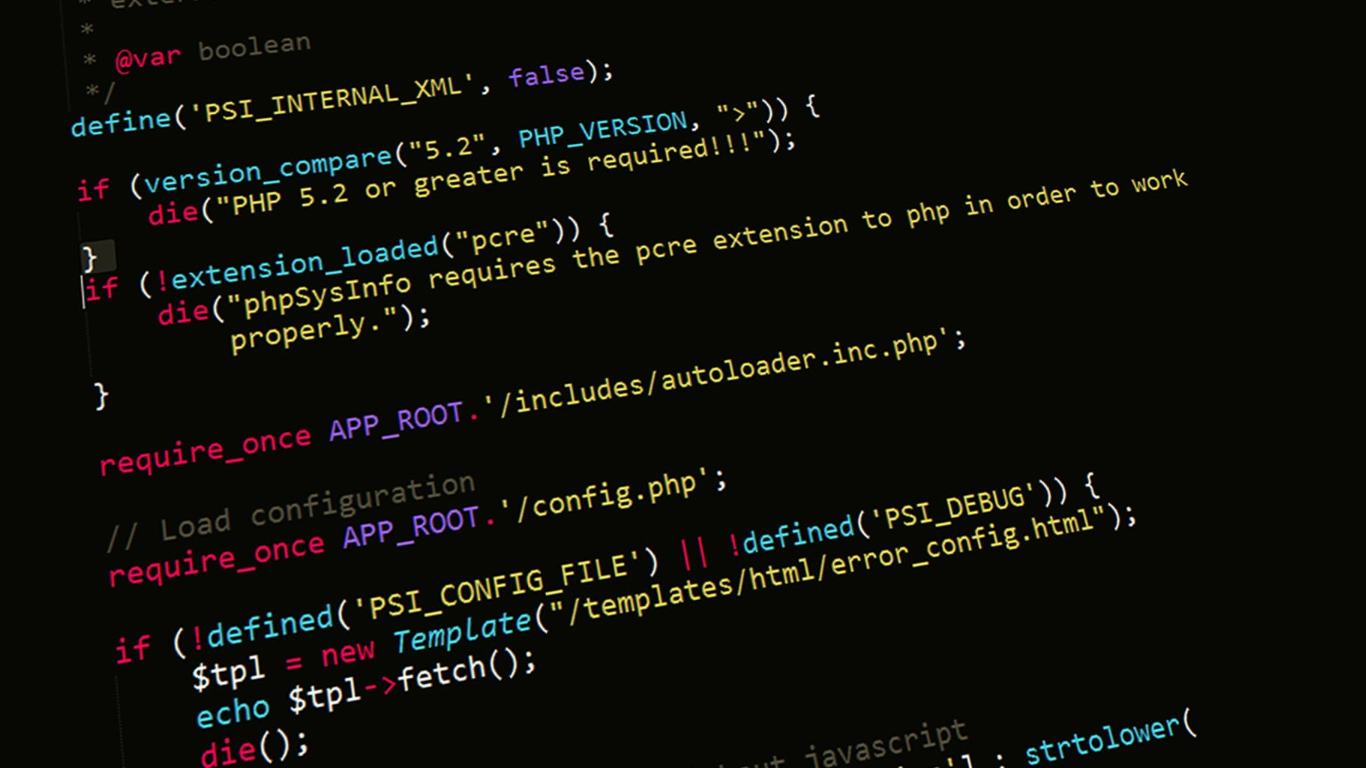 *
* @var boolean
*/
define('PSI_INTERNAL_XML', false);
if (version_compare("5.2", PHP_VERSION, ">")) {
die("PHP 5.2 or greater is required!!!");
}
if (!extension_loaded("pcre")) {
die("phpSysInfo requires the pcre extension to php in order to work
properly.");
}
require_once APP_ROOT.'/includes/autoloader.inc.php';
// Load configuration
require_once APP_ROOT.'/config.php';
if (!defined('PSI_CONFIG_FILE') || !defined('PSI_DEBUG')) {
$tpl = new Template("/templates/html/error_config.html");
echo $tpl->fetch();
die();
javascript
strtolower(